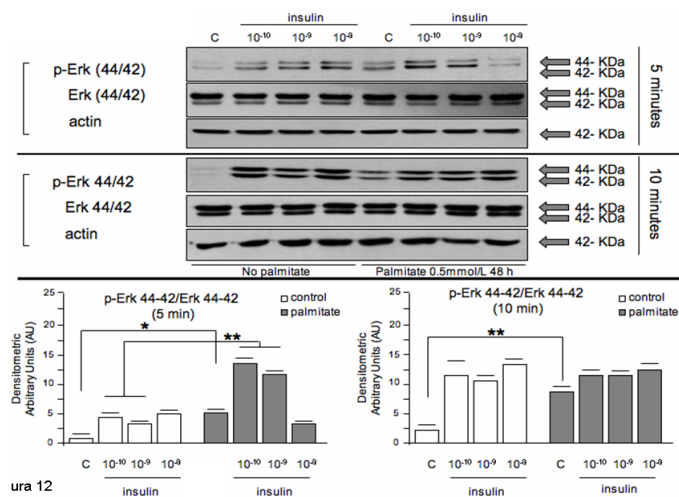 insulin insulin
C 10⁻¹⁰ 10⁻⁹ 10⁻⁸ C 10⁻¹⁰ 10⁻⁹ 10⁻⁸
p-Erk (44/42) 44- KDa
42- KDa
Erk (44/42) 44- KDa
42- KDa
actin 42- KDa
5 minutes
p-Erk 44/42 44- KDa
42- KDa
Erk 44/42 44- KDa
42- KDa
actin 42- KDa
10 minutes
No palmitate Palmitate 0.5mmol/L 48 h
p-Erk 44-42/Erk 44-42
(5 min)
control
palmitate
Densitometric
Arbitrary Units (AU)
25
20
15
10
5
0
*
**
C 10⁻¹⁰ 10⁻⁹ 10⁻⁸ C 10⁻¹⁰ 10⁻⁹ 10⁻⁸
insulin insulin
p-Erk 44-42/Erk 44-42
(10 min)
control
palmitate
Densitometric
Arbitrary Units (AU)
25
20
15
10
5
0
**
C 10⁻¹⁰ 10⁻⁹ 10⁻⁸ C 10⁻¹⁰ 10⁻⁹ 10⁻⁸
insulin insulin
ura 12